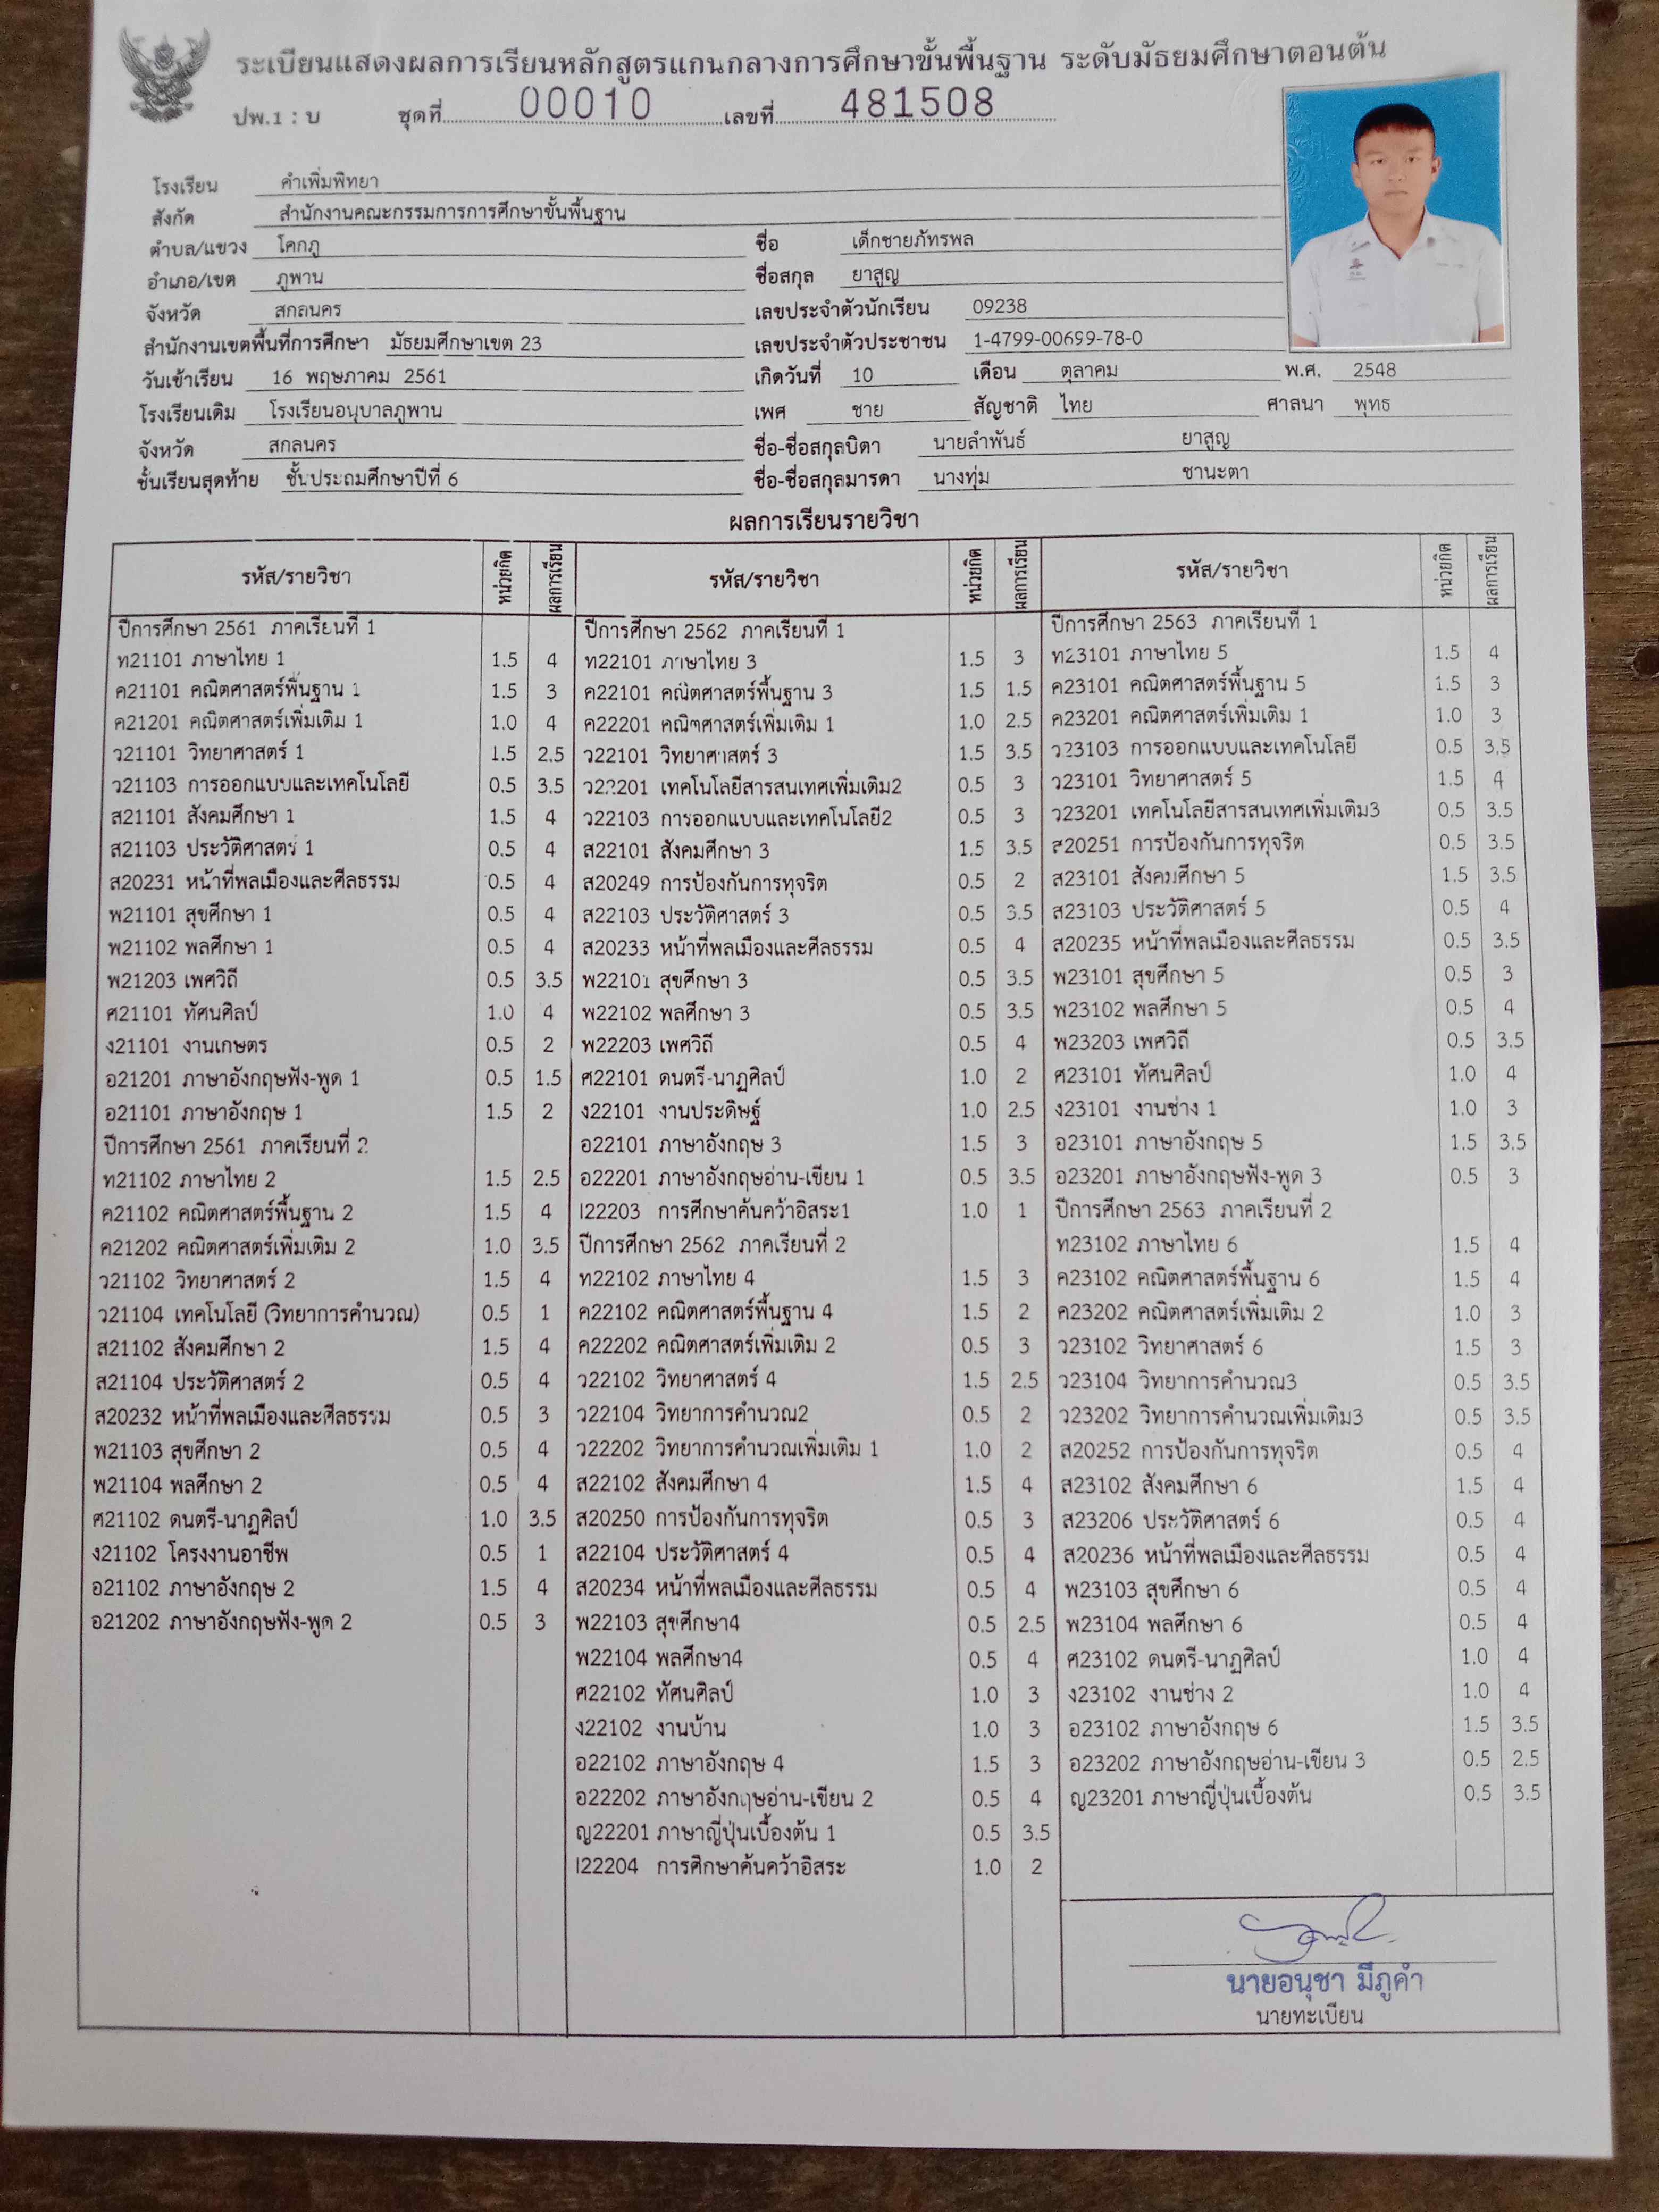 ระเบียนแสดงผลการเรียนหลักสูตรแกนกลางการศึกษาขั้นพื้นฐาน ระดับมัธยมศึกษาตอนต้น
ปพ.1 : บ ชุดที่ 00010 เลขที่ 481508
โรงเรียน คำเพิ่มพิทยา
สังกัด สำนักงานคณะกรรมการการศึกษาขั้นพื้นฐาน
ตำบล/แขวง โคกภู
อำเภอ/เขต ภูพาน
จังหวัด สกลนคร
สำนักงานเขตพื้นที่การศึกษา มัธยมศึกษาเขต 23
วันเข้าเรียน 16 พฤษภาคม 2561
โรงเรียนเดิม โรงเรียนอนุบาลภูพาน
จังหวัด สกลนคร
ชั้นเรียนสุดท้าย ชั้นประถมศึกษาปีที่ 6
ชื่อ เด็กชายภัทรพล
ชื่อสกุล ยาสูญ
เลขประจำตัวนักเรียน 09238
เลขประจำตัวประชาชน 1-4799-00699-78-0
เกิดวันที่ 10 เดือน ตุลาคม พ.ศ. 2548
เพศ ชาย สัญชาติ ไทย ศาสนา พุทธ
ชื่อ-ชื่อสกุลบิดา นายลำพันธ์ ยาสูญ
ชื่อ-ชื่อสกุลมารดา นางทุ่ม ชานะตา
ผลการเรียนรายวิชา
รหัส/รายวิชา หน่วยกิต ผลการเรียน
ปีการศึกษา 2561 ภาคเรียนที่ 1
ท21101 ภาษาไทย 1 1.5 4
ค21101 คณิตศาสตร์พื้นฐาน 1 1.5 3
ค21201 คณิตศาสตร์เพิ่มเติม 1 1.0 4
ว21101 วิทยาศาสตร์ 1 1.5 2.5
ว21103 การออกแบบและเทคโนโลยี 0.5 3.5
ส21101 สังคมศึกษา 1 1.5 4
ส21103 ประวัติศาสตร์ 1 0.5 4
ส20231 หน้าที่พลเมืองและศีลธรรม 0.5 4
พ21101 สุขศึกษา 1 0.5 4
พ21102 พลศึกษา 1 0.5 4
พ21203 เพศวิถี 0.5 3.5
ศ21101 ทัศนศิลป์ 1.0 4
ง21101 งานเกษตร 0.5 2
อ21201 ภาษาอังกฤษฟัง-พูด 1 0.5 1.5
อ21101 ภาษาอังกฤษ 1 1.5 2
ปีการศึกษา 2561 ภาคเรียนที่ 2
ท21102 ภาษาไทย 2 1.5 2.5
ค21102 คณิตศาสตร์พื้นฐาน 2 1.5 4
ค21202 คณิตศาสตร์เพิ่มเติม 2 1.0 3.5
ว21102 วิทยาศาสตร์ 2 1.5 4
ว21104 เทคโนโลยี (วิทยาการคำนวณ) 0.5 1
ส21102 สังคมศึกษา 2 1.5 4
ส21104 ประวัติศาสตร์ 2 0.5 4
ส20232 หน้าที่พลเมืองและศีลธรรม 0.5 3
พ21103 สุขศึกษา 2 0.5 4
พ21104 พลศึกษา 2 0.5 4
ศ21102 ดนตรี-นาฏศิลป์ 1.0 3.5
ง21102 โครงงานอาชีพ 0.5 1
อ21102 ภาษาอังกฤษ 2 1.5 4
อ21202 ภาษาอังกฤษฟัง-พูด 2 0.5 3
รหัส/รายวิชา หน่วยกิต ผลการเรียน
ปีการศึกษา 2562 ภาคเรียนที่ 1
ท22101 ภาษาไทย 3 1.5 3
ค22101 คณิตศาสตร์พื้นฐาน 3 1.5 1.5
ค22201 คณิตศาสตร์เพิ่มเติม 1 1.0 2.5
ว22101 วิทยาศาสตร์ 3 1.5 3.5
ว22201 เทคโนโลยีสารสนเทศเพิ่มเติม2 0.5 3
ว22103 การออกแบบและเทคโนโลยี2 0.5 3
ส22101 สังคมศึกษา 3 1.5 3.5
ส20249 การป้องกันการทุจริต 0.5 2
ส22103 ประวัติศาสตร์ 3 0.5 3.5
ส20233 หน้าที่พลเมืองและศีลธรรม 0.5 4
พ22101 สุขศึกษา 3 0.5 3.5
พ22102 พลศึกษา 3 0.5 3.5
พ22203 เพศวิถี 0.5 4
ศ22101 ดนตรี-นาฏศิลป์ 1.0 2
ง22101 งานประดิษฐ์ 1.0 2.5
อ22101 ภาษาอังกฤษ 3 1.5 3
อ22201 ภาษาอังกฤษอ่าน-เขียน 1 0.5 3.5
I22203 การศึกษาค้นคว้าอิสระ1 1.0 1
ปีการศึกษา 2562 ภาคเรียนที่ 2
ท22102 ภาษาไทย 4 1.5 3
ค22102 คณิตศาสตร์พื้นฐาน 4 1.5 2
ค22202 คณิตศาสตร์เพิ่มเติม 2 0.5 3
ว22102 วิทยาศาสตร์ 4 1.5 2.5
ว22104 วิทยาการคำนวณ2 0.5 2
ว22202 วิทยาการคำนวณเพิ่มเติม 1 1.0 2
ส22102 สังคมศึกษา 4 1.5 4
ส20250 การป้องกันการทุจริต 0.5 3
ส22104 ประวัติศาสตร์ 4 0.5 4
ส20234 หน้าที่พลเมืองและศีลธรรม 0.5 4
พ22103 สุขศึกษา4 0.5 2.5
พ22104 พลศึกษา4 0.5 4
ศ22102 ทัศนศิลป์ 1.0 3
ง22102 งานบ้าน 1.0 3
อ22102 ภาษาอังกฤษ 4 1.5 3
อ22202 ภาษาอังกฤษอ่าน-เขียน 2 0.5 4
ญ22201 ภาษาญี่ปุ่นเบื้องต้น 1 0.5 3.5
I22204 การศึกษาค้นคว้าอิสระ 1.0 2
รหัส/รายวิชา หน่วยกิต ผลการเรียน
ปีการศึกษา 2563 ภาคเรียนที่ 1
ท23101 ภาษาไทย 5 1.5 4
ค23101 คณิตศาสตร์พื้นฐาน 5 1.5 3
ค23201 คณิตศาสตร์เพิ่มเติม 1 1.0 3
ว23103 การออกแบบและเทคโนโลยี 0.5 3.5
ว23101 วิทยาศาสตร์ 5 1.5 4
ว23201 เทคโนโลยีสารสนเทศเพิ่มเติม3 0.5 3.5
ส20251 การป้องกันการทุจริต 0.5 3.5
ส23101 สังคมศึกษา 5 1.5 3.5
ส23103 ประวัติศาสตร์ 5 0.5 4
ส20235 หน้าที่พลเมืองและศีลธรรม 0.5 3.5
พ23101 สุขศึกษา 5 0.5 3
พ23102 พลศึกษา 5 0.5 4
พ23203 เพศวิถี 0.5 3.5
ศ23101 ทัศนศิลป์ 1.0 4
ง23101 งานช่าง 1 1.0 3
อ23101 ภาษาอังกฤษ 5 1.5 3.5
อ23201 ภาษาอังกฤษฟัง-พูด 3 0.5 3
ปีการศึกษา 2563 ภาคเรียนที่ 2
ท23102 ภาษาไทย 6 1.5 4
ค23102 คณิตศาสตร์พื้นฐาน 6 1.5 4
ค23202 คณิตศาสตร์เพิ่มเติม 2 1.0 3
ว23102 วิทยาศาสตร์ 6 1.5 3
ว23104 วิทยาการคำนวณ3 0.5 3.5
ว23202 วิทยาการคำนวณเพิ่มเติม3 0.5 3.5
ส20252 การป้องกันการทุจริต 0.5 4
ส23102 สังคมศึกษา 6 1.5 4
ส23206 ประวัติศาสตร์ 6 0.5 4
ส20236 หน้าที่พลเมืองและศีลธรรม 0.5 4
พ23103 สุขศึกษา 6 0.5 4
พ23104 พลศึกษา 6 0.5 4
ศ23102 ดนตรี-นาฏศิลป์ 1.0 4
ง23102 งานช่าง 2 1.0 4
อ23102 ภาษาอังกฤษ 6 1.5 3.5
อ23202 ภาษาอังกฤษอ่าน-เขียน 3 0.5 2.5
ญ23201 ภาษาญี่ปุ่นเบื้องต้น 0.5 3.5
นายอนุชา มีภูคำ
นายทะเบียน